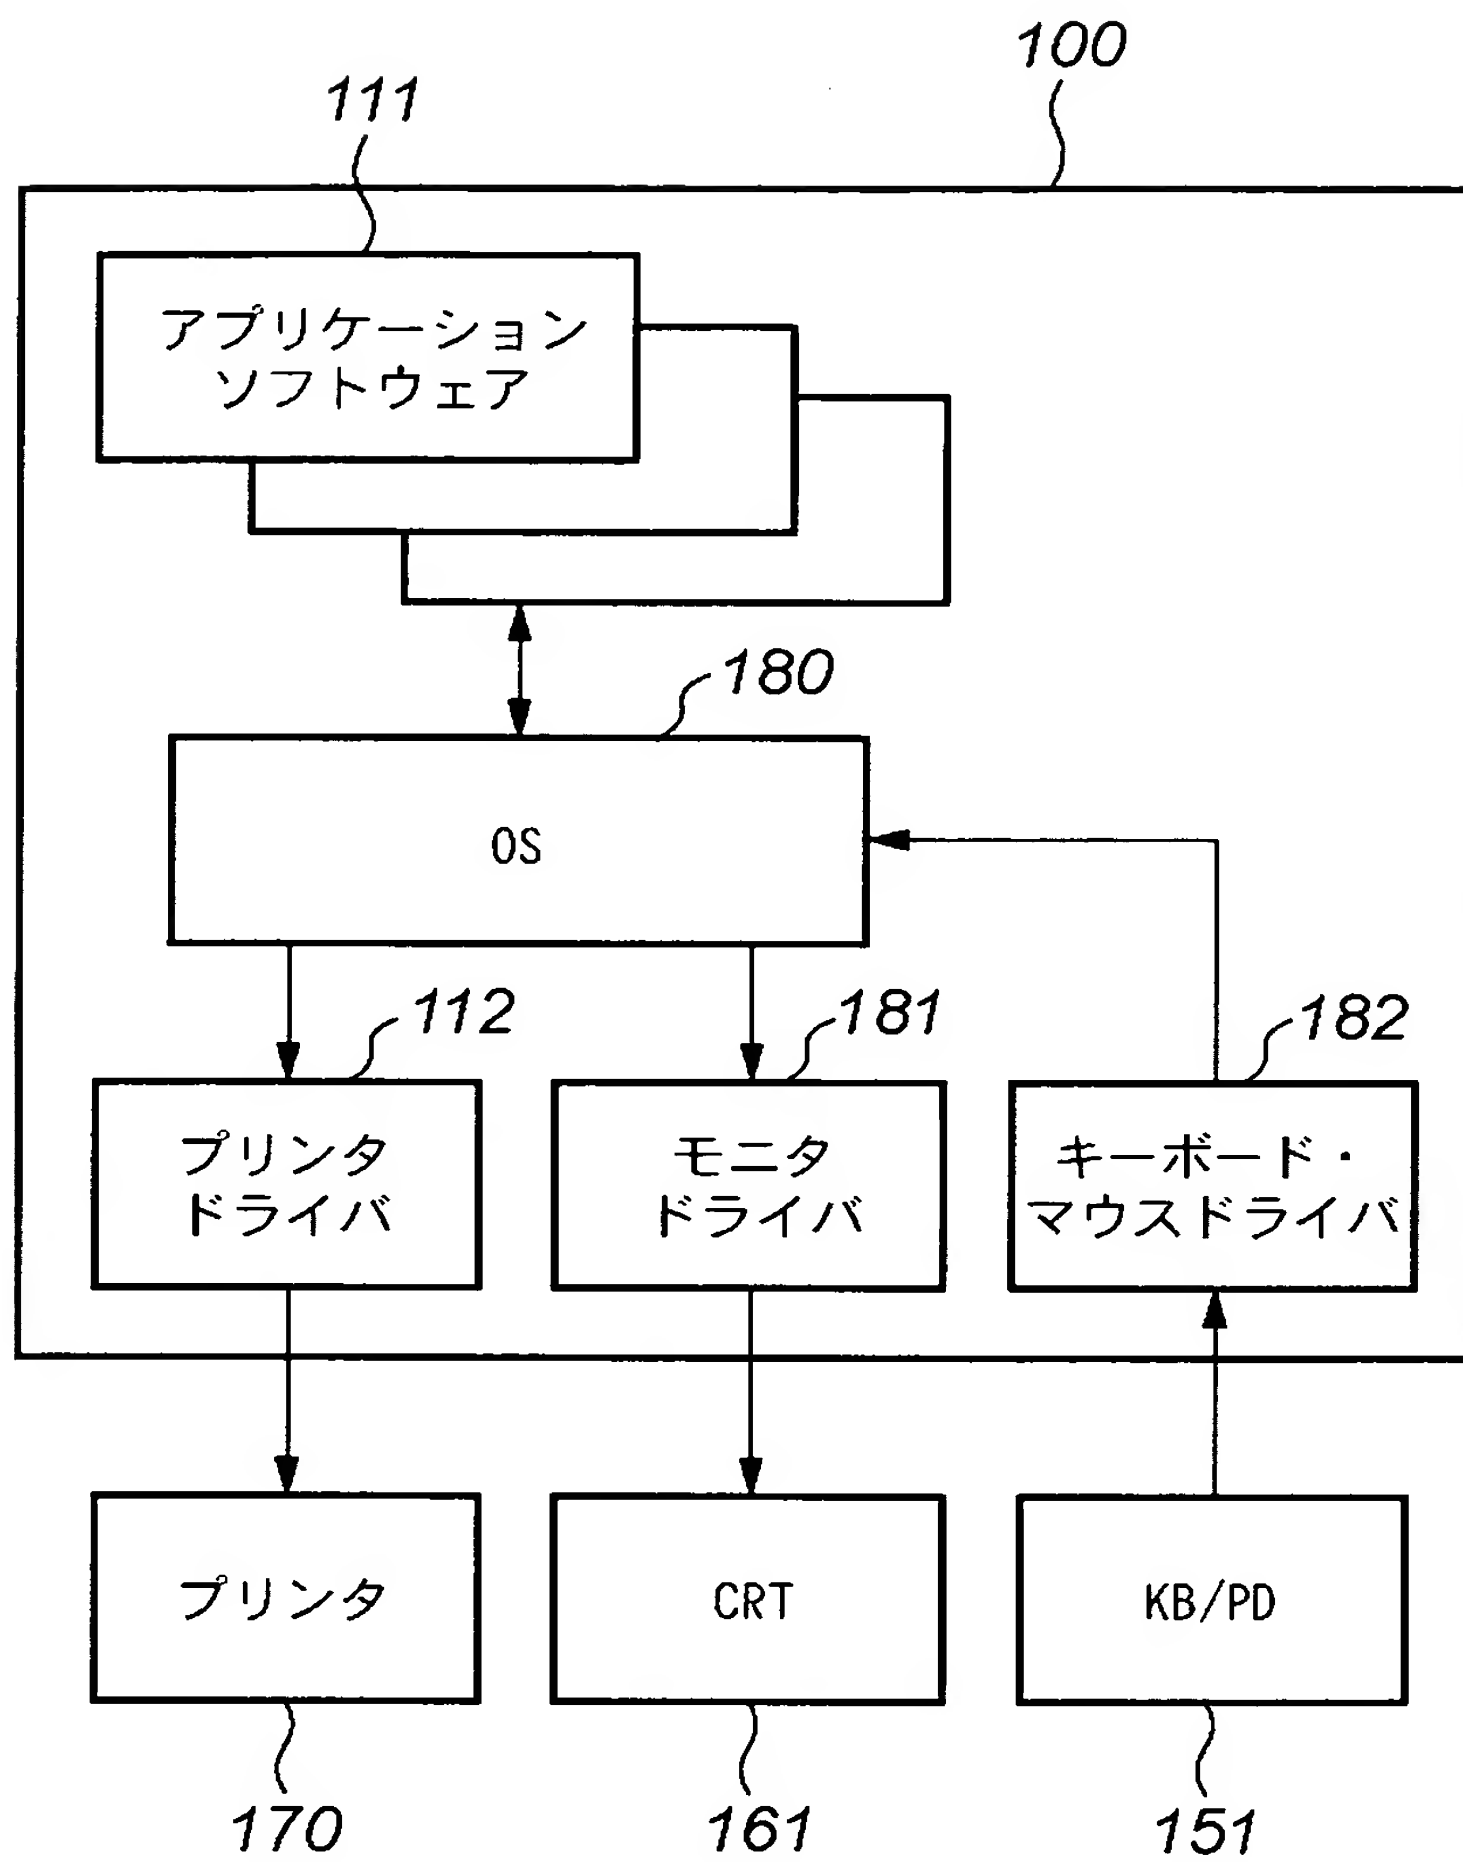 100
111
アプリケーション
ソフトウェア
180
OS
112
181
182
プリンタ
ドライバ
モニタ
ドライバ
キーボード・
マウスドライバ
プリンタ
CRT
KB/PD
170
161
151